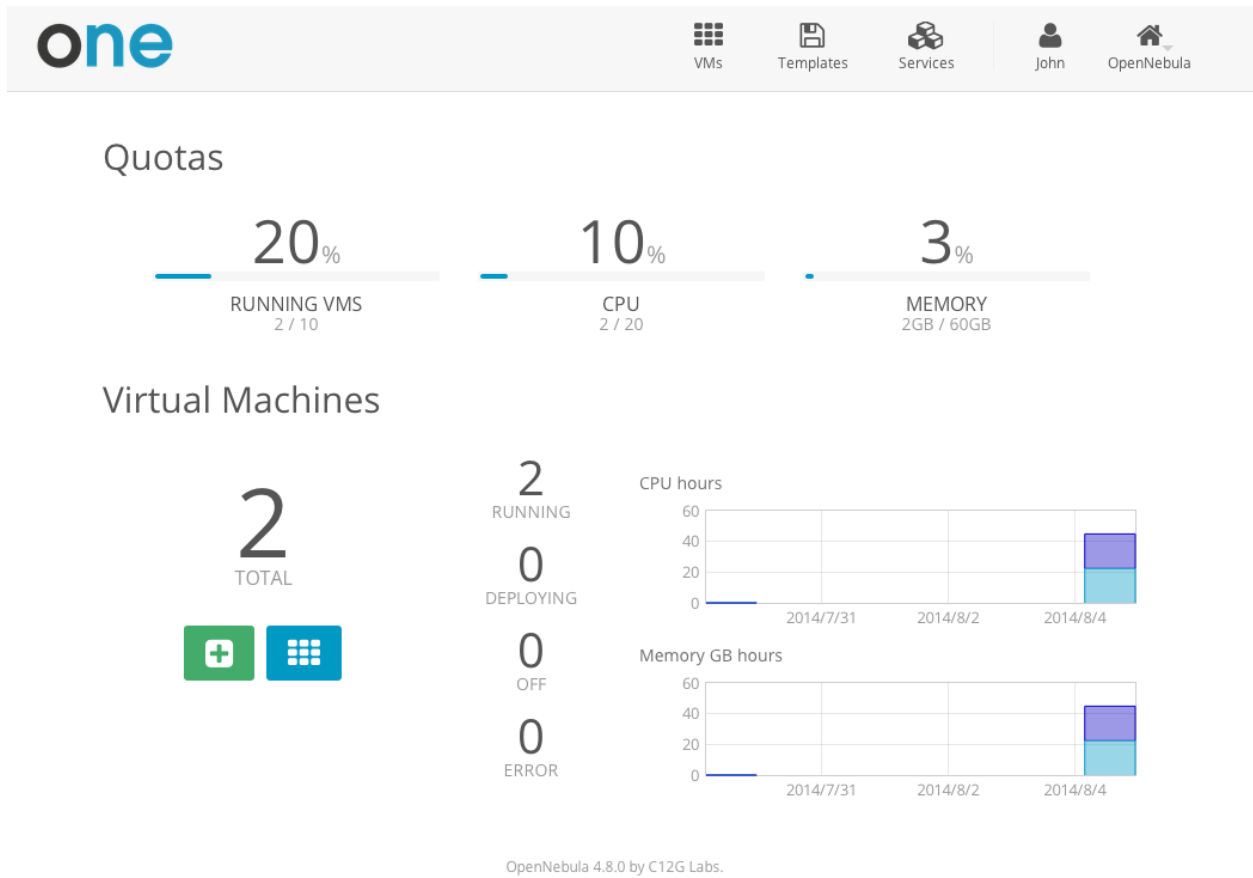 one
VMs
Templates
Services
John
OpenNebula
Quotas
20%
RUNNING VMS
2 / 10
10%
CPU
2 / 20
3%
MEMORY
2GB / 60GB
Virtual Machines
2
TOTAL
2
RUNNING
0
DEPLOYING
0
OFF
0
ERROR
CPU hours
60
40
20
0
2014/7/31 2014/8/2 2014/8/4
Memory GB hours
60
40
20
0
2014/7/31 2014/8/2 2014/8/4
OpenNebula 4.8.0 by C12G Labs.